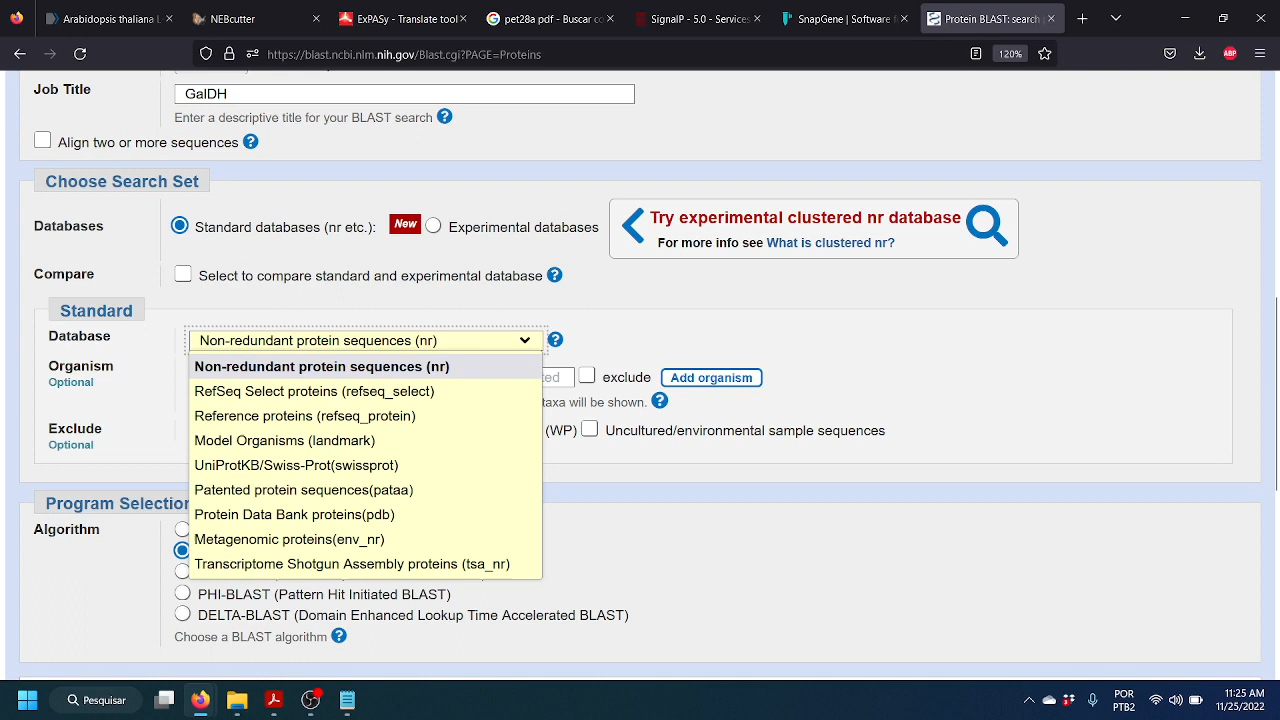 Aldopsis thaliana L
NEButter
ExPASy - Translate tool
pet28a pdf - Buscar co
SignalP - 5.0 - Services
SnapGene | Software
Protein BLAST: sear
https://blast.ncbi.nlm.nih.gov/Blast.cgi?PAGE=Proteins
120%
ABP
Job Title
GalDH
Enter a descriptive title for your BLAST search
Align two or more sequences
Choose Search Set
Databases
Standard databases (nr etc.):
New
Experimental databases
Try experimental clustered nr database
For more info see What is clustered nr?
Compare
Select to compare standard and experimental database
Standard
Database
Non-redundant protein sequences (nr)
Non-redundant protein sequences (nr)
RefSeq Select proteins (refseq_select)
Reference proteins (refseq_protein)
Model Organisms (landmark)
UniProtKB/Swiss-Prot(swissprot)
Patented protein sequences(pataa)
Protein Data Bank proteins(pdb)
Metagenomic proteins(env_nr)
Transcriptome Shotgun Assembly proteins (tsa_nr)
Organism
Optional
exclude
Add organism
taxa will be shown.
Exclude
Optional
(WP)
Uncultured/environmental sample sequences
Program Selection
Algorithm
PHI-BLAST (Pattern Hit Initiated BLAST)
DELTA-BLAST (Domain Enhanced Lookup Time Accelerated BLAST)
Choose a BLAST algorithm
Pesquisar
POR
PTB2
11:25 AM
11/25/2022